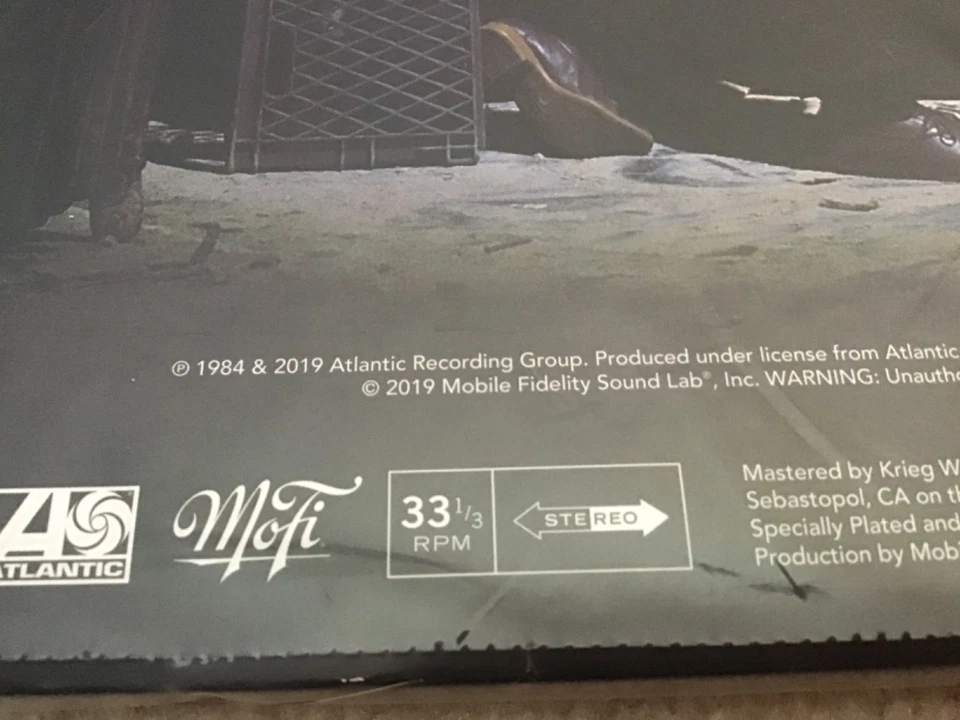 ℗ 1984 & 2019 Atlantic Recording Group. Produced under license from Atlantic
© 2019 Mobile Fidelity Sound Lab®, Inc. WARNING:
ATLANTIC
MoFi
33 1/3
RPM
STEREO
Mastered by Krieg
Sebastopol, CA on
Specially Plated and
Production by